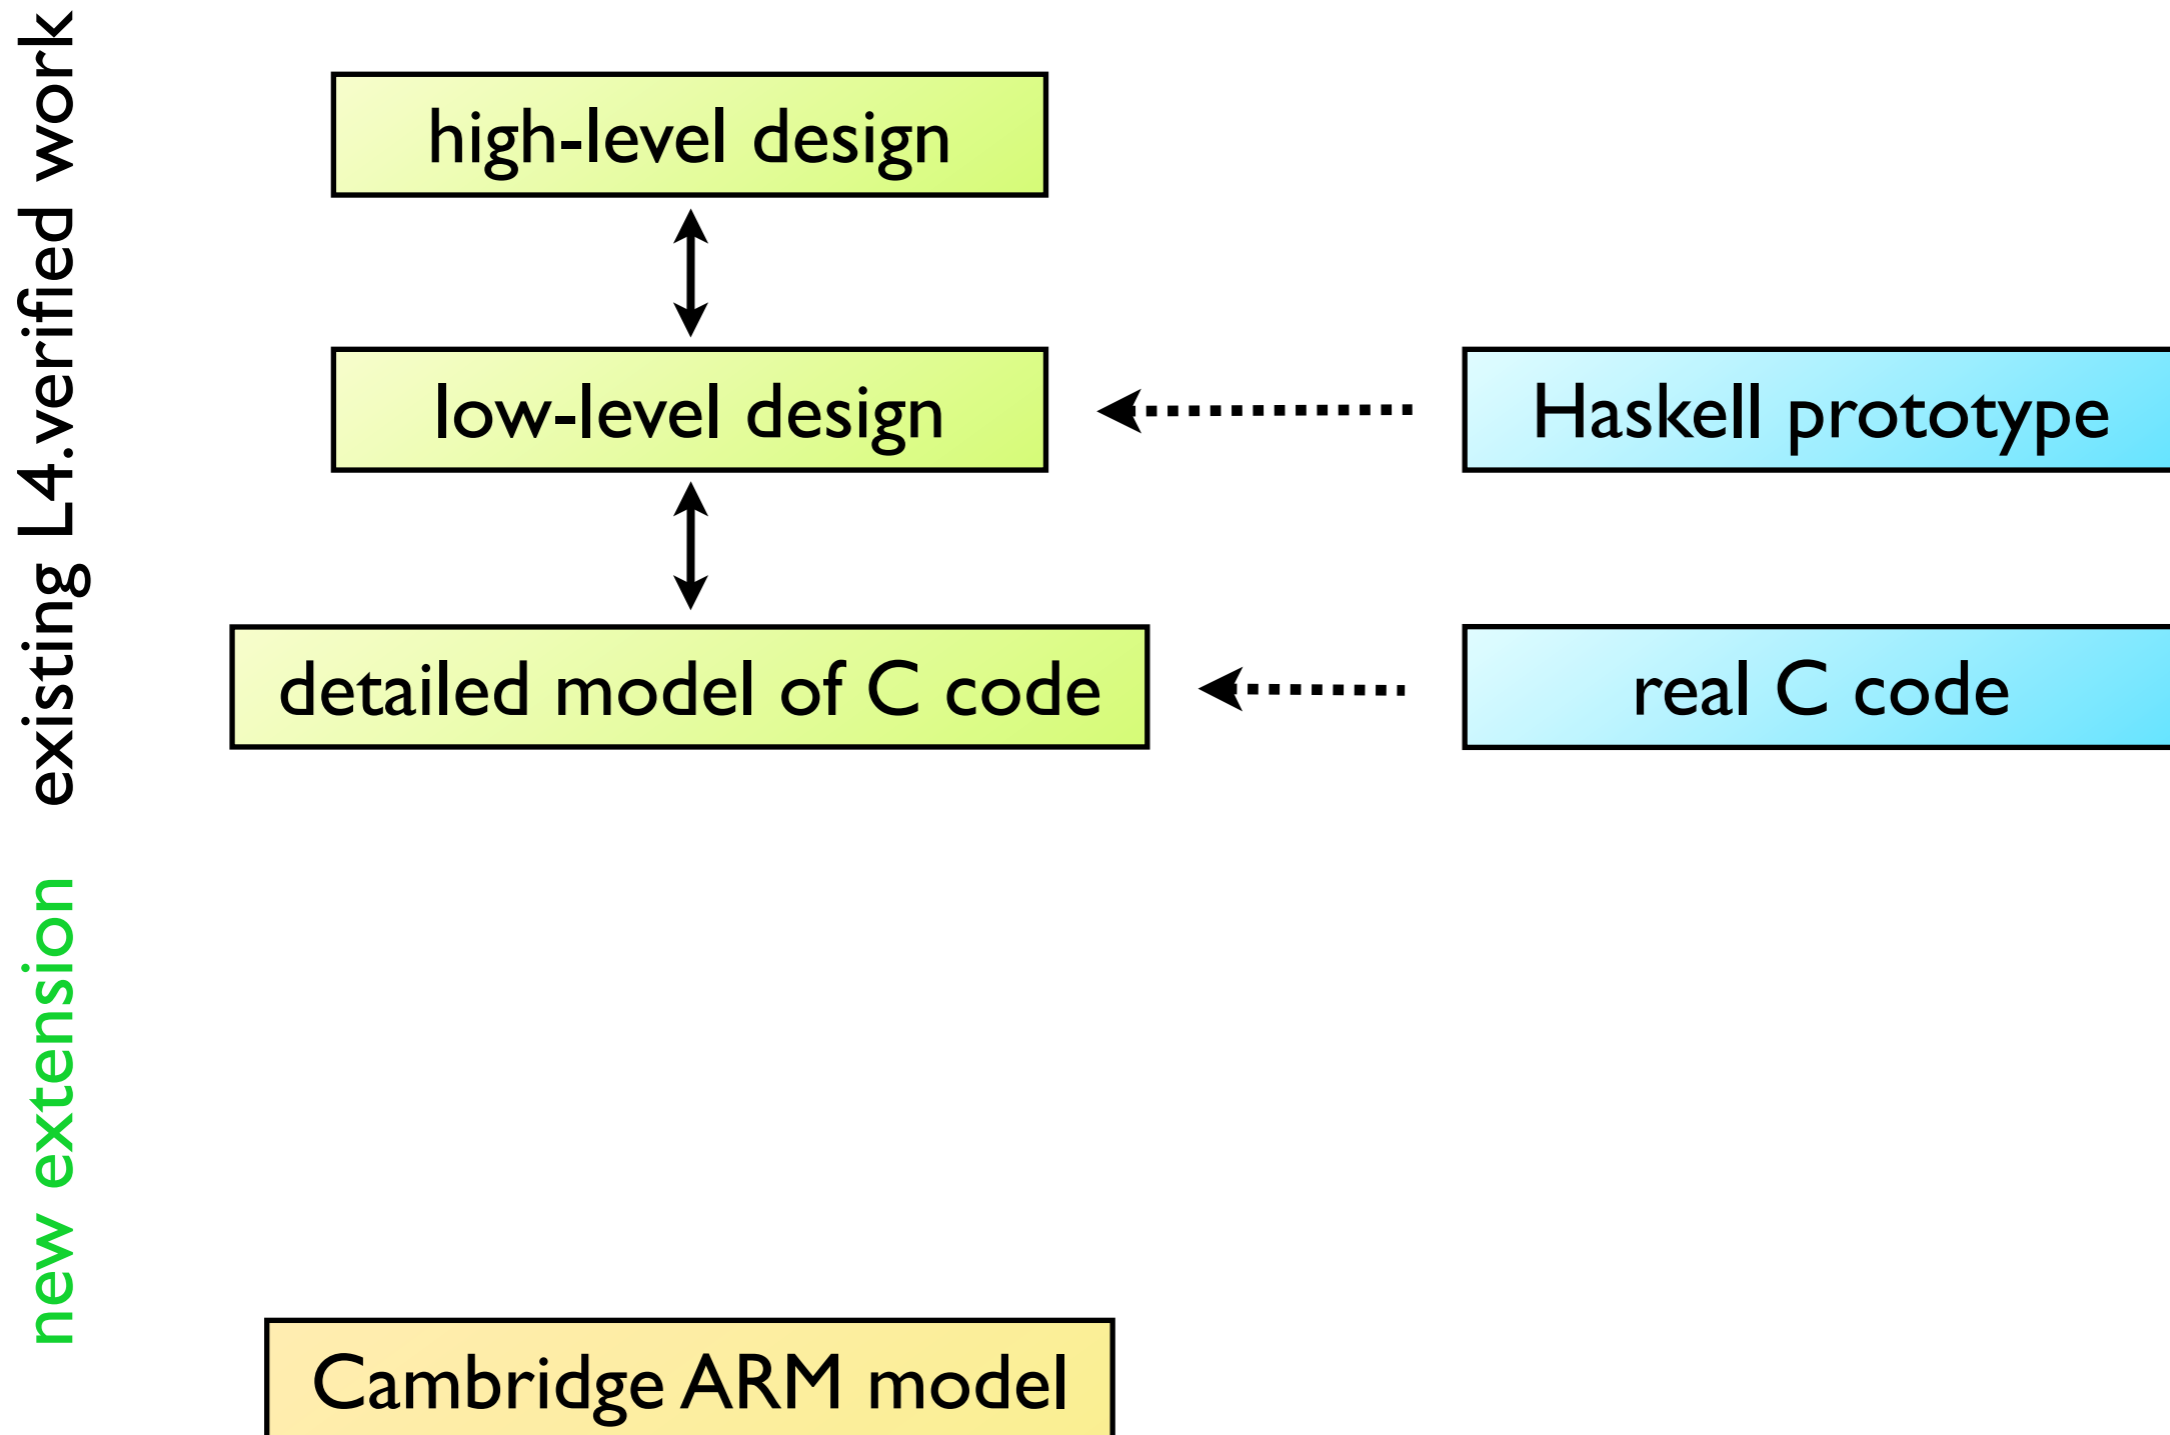 existing L4.verified work
new extension
high-level design
low-level design
Haskell prototype
detailed model of C code
real C code
Cambridge ARM model